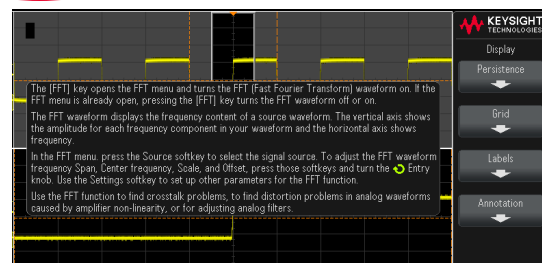 KEYSIGHT
TECHNOLOGIES
Display
Persistence
Grid
Labels
Annotation
The [FFT] key opens the FFT menu and turns the FFT (Fast Fourier Transform) waveform on. If the
FFT menu is already open, pressing the [FFT] key turns the FFT waveform off or on.
The FFT waveform displays the frequency content of a source waveform. The vertical axis shows
the amplitude for each frequency component in your waveform and the horizontal axis shows
frequency.
In the FFT menu, press the Source softkey to select the signal source. To adjust the FFT waveform
frequency Span, Center frequency, Scale, and Offset, press those softkeys and turn the Entry
knob. Use the Settings softkey to set up other parameters for the FFT function.
Use the FFT function to find crosstalk problems, to find distortion problems in analog waveforms
caused by amplifier non-linearity, or for adjusting analog filters.